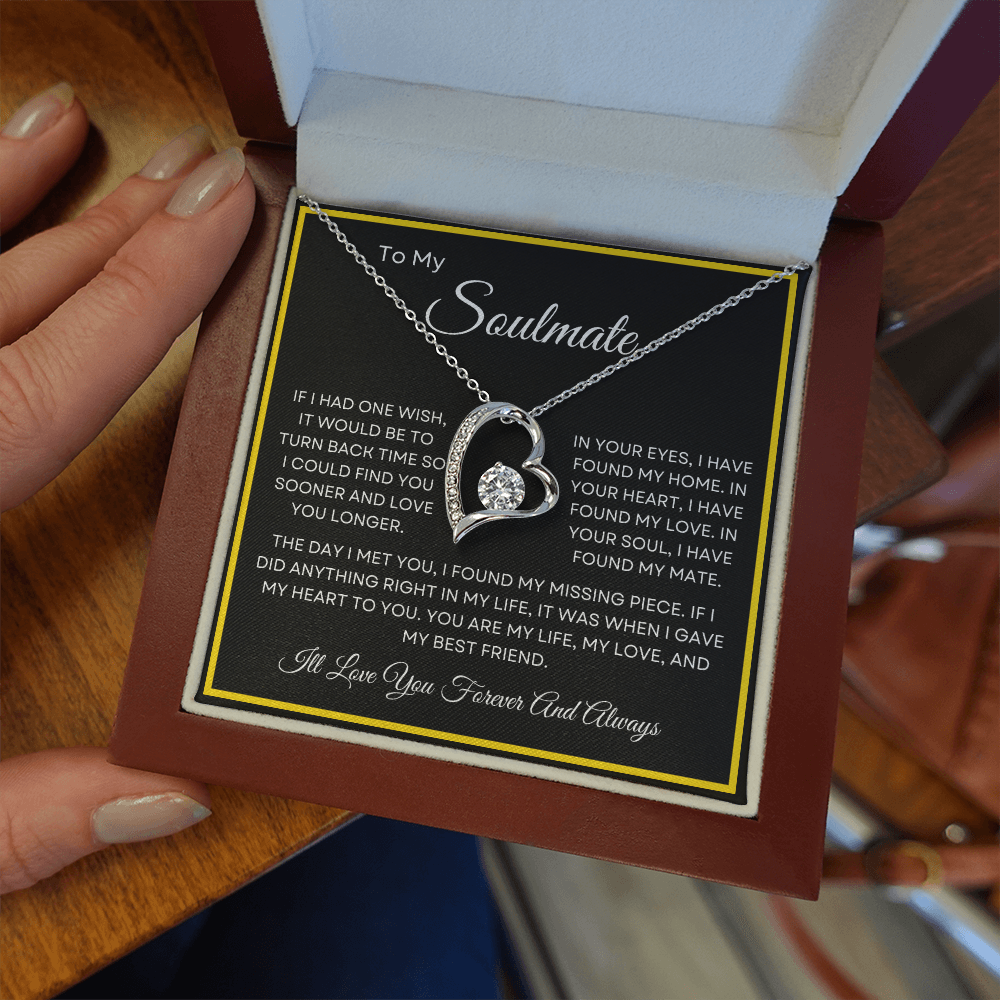 To My
Soulmate
IF I HAD ONE WISH,
IT WOULD BE TO
TURN BACK TIME SO
I COULD FIND YOU
SOONER AND LOVE
YOU LONGER.
IN YOUR EYES, I HAVE
FOUND MY HOME. IN
YOUR HEART, I HAVE
FOUND MY LOVE. IN
YOUR SOUL, I HAVE
FOUND MY MATE.
THE DAY I MET YOU, I FOUND MY MISSING PIECE. IF I
DID ANYTHING RIGHT IN MY LIFE, IT WAS WHEN I GAVE
MY HEART TO YOU. YOU ARE MY LIFE, MY LOVE, AND
MY BEST FRIEND.
I'll Love You Forever And Always